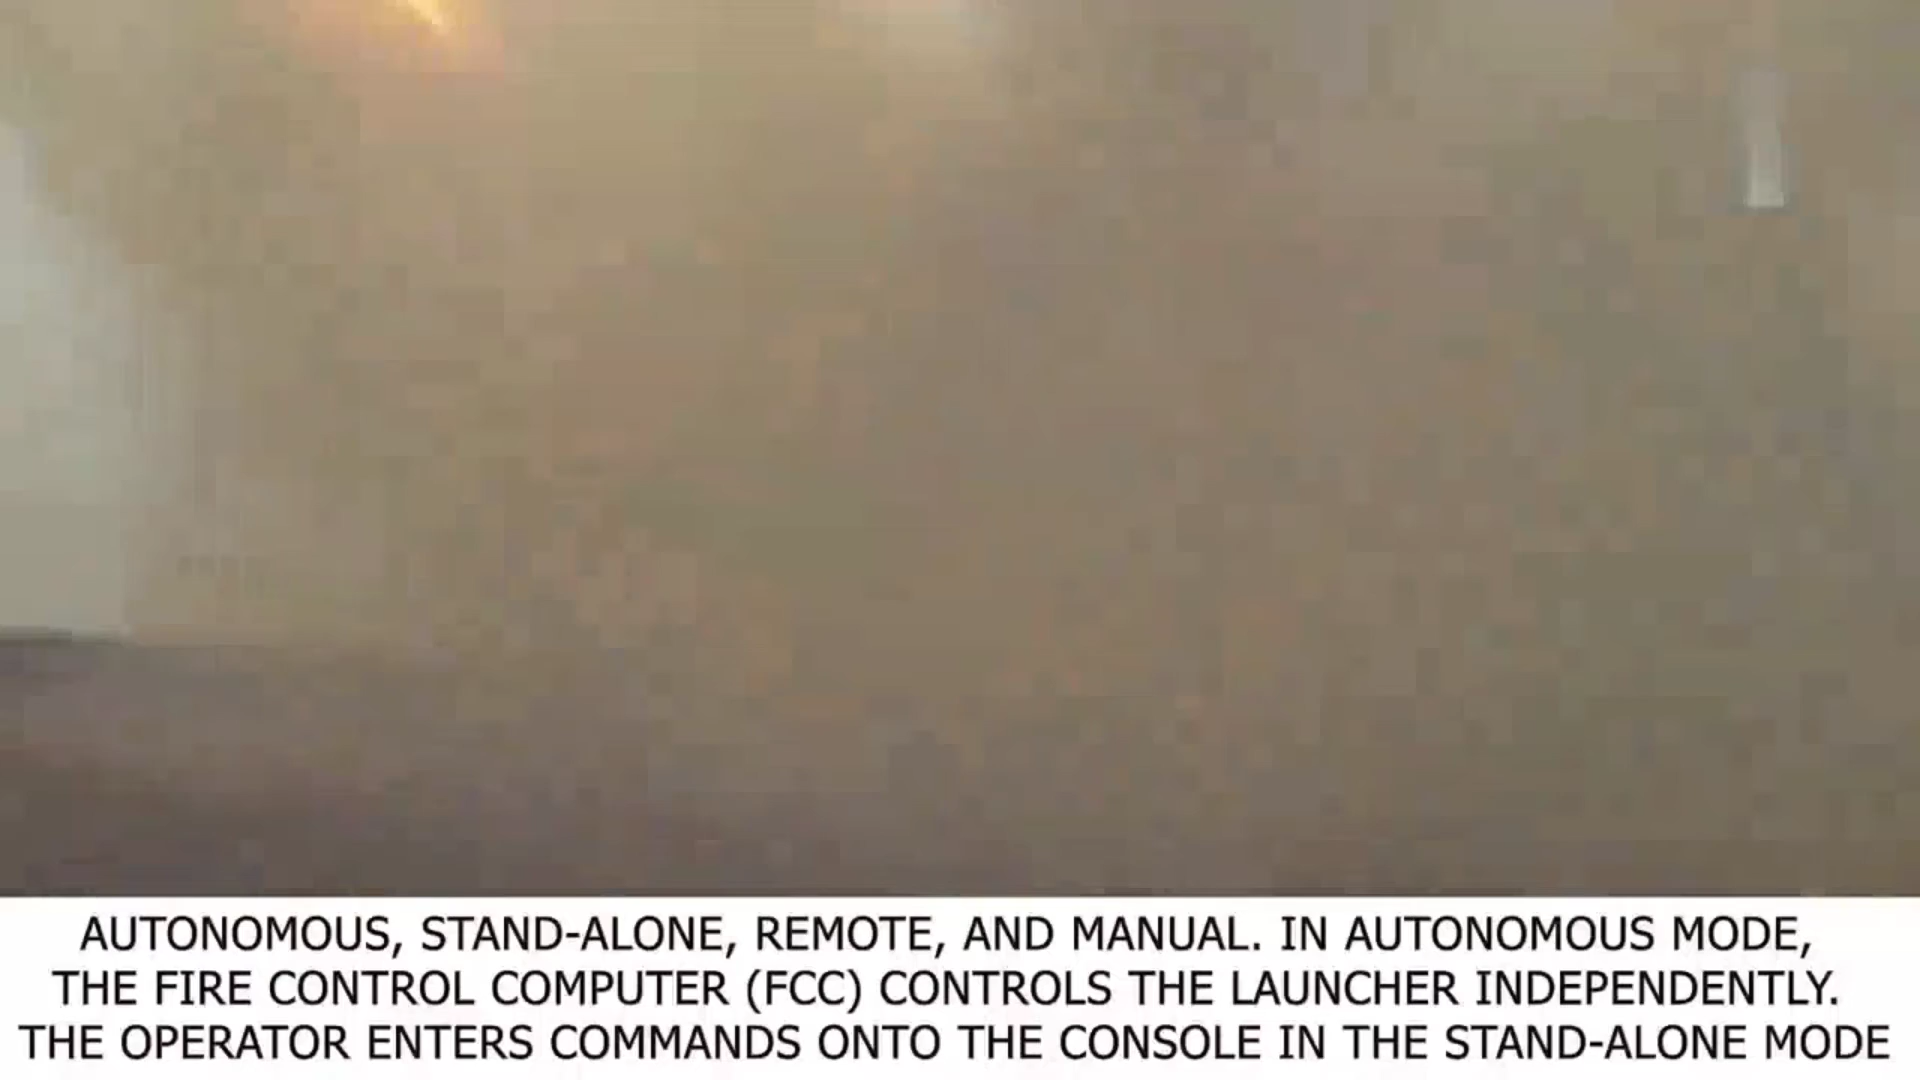 AUTONOMOUS, STAND-ALONE, REMOTE, AND MANUAL. IN AUTONOMOUS MODE,
THE FIRE CONTROL COMPUTER (FCC) CONTROLS THE LAUNCHER INDEPENDENTLY.
THE OPERATOR ENTERS COMMANDS ONTO THE CONSOLE IN THE STAND-ALONE MODE